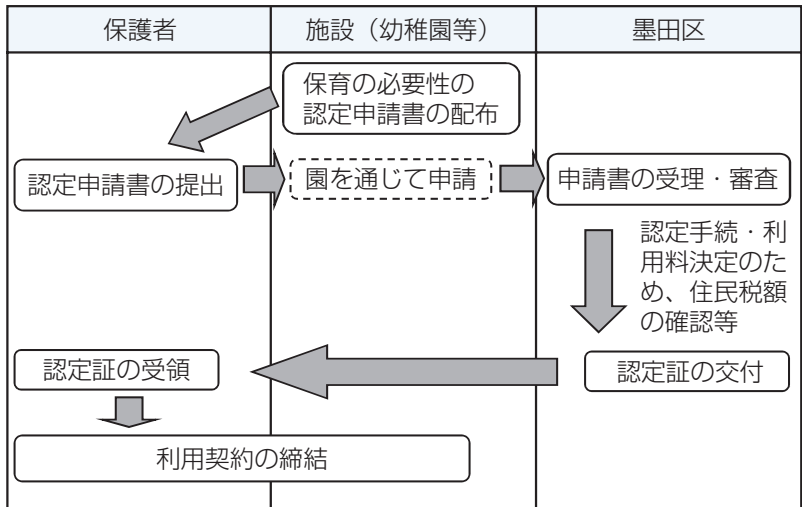 保護者
施設（幼稚園等）
墨田区
保育の必要性の
認定申請書の配布
認定申請書の提出
園を通じて申請
申請書の受理・審査
認定手続・利
用料決定のた
め、住民税額
の確認等
認定証の受領
認定証の交付
利用契約の締結